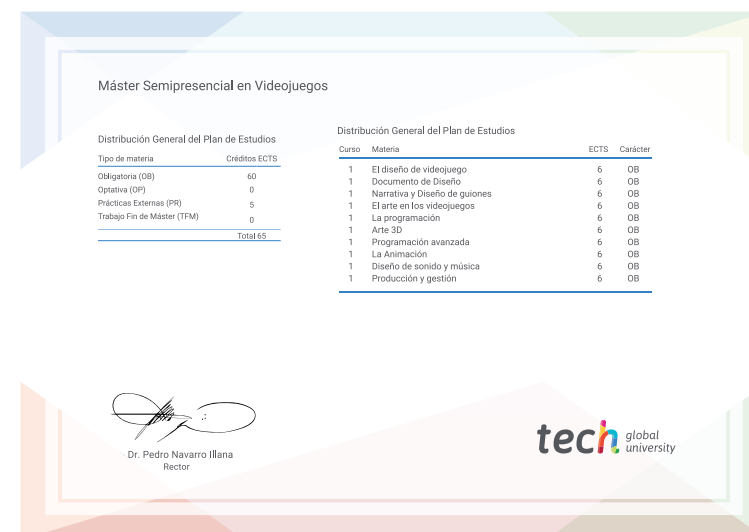 Máster Semipresencial en Videojuegos
Distribución General del Plan de Estudios
Tipo de materia Créditos ECTS
Obligatoria (OB) 60
Optativa (OP) 0
Prácticas Externas (PR) 5
Trabajo Fin de Máster (TFM) 0
Total 65
Distribución General del Plan de Estudios
Curso Materia ECTS Carácter
1 El diseño de videojuego 6 OB
1 Documento de Diseño 6 OB
1 Narrativa y Diseño de guiones 6 OB
1 El arte en los videojuegos 6 OB
1 La programación 6 OB
1 Arte 3D 6 OB
1 Programación avanzada 6 OB
1 La Animación 6 OB
1 Diseño de sonido y música 6 OB
1 Producción y gestión 6 OB
Dr. Pedro Navarro Illana
Rector
tech global
university